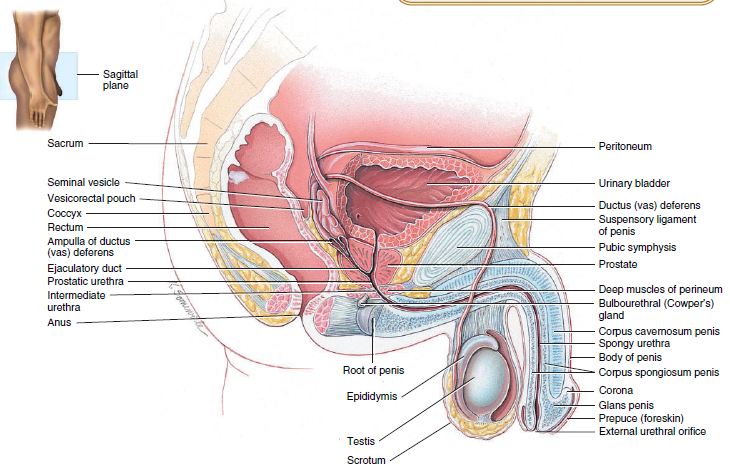 Sagittal
plane
Sacrum
Seminal vesicle
Vesicorectal pouch
Coccyx
Rectum
Ampulla of ductus
(vas) deferens
Ejaculatory duct
Prostatic urethra
Intermediate
urethra
Anus
Peritoneum
Urinary bladder
Ductus (vas) deferens
Suspensory ligament
of penis
Pubic symphysis
Prostate
Deep muscles of perineum
Bulbourethral (Cowper's)
gland
Corpus cavernosum penis
Spongy urethra
Body of penis
Corpus spongiosum penis
Corona
Glans penis
Prepuce (foreskin)
External urethral orifice
Root of penis
Epididymis
Testis
Scrotum